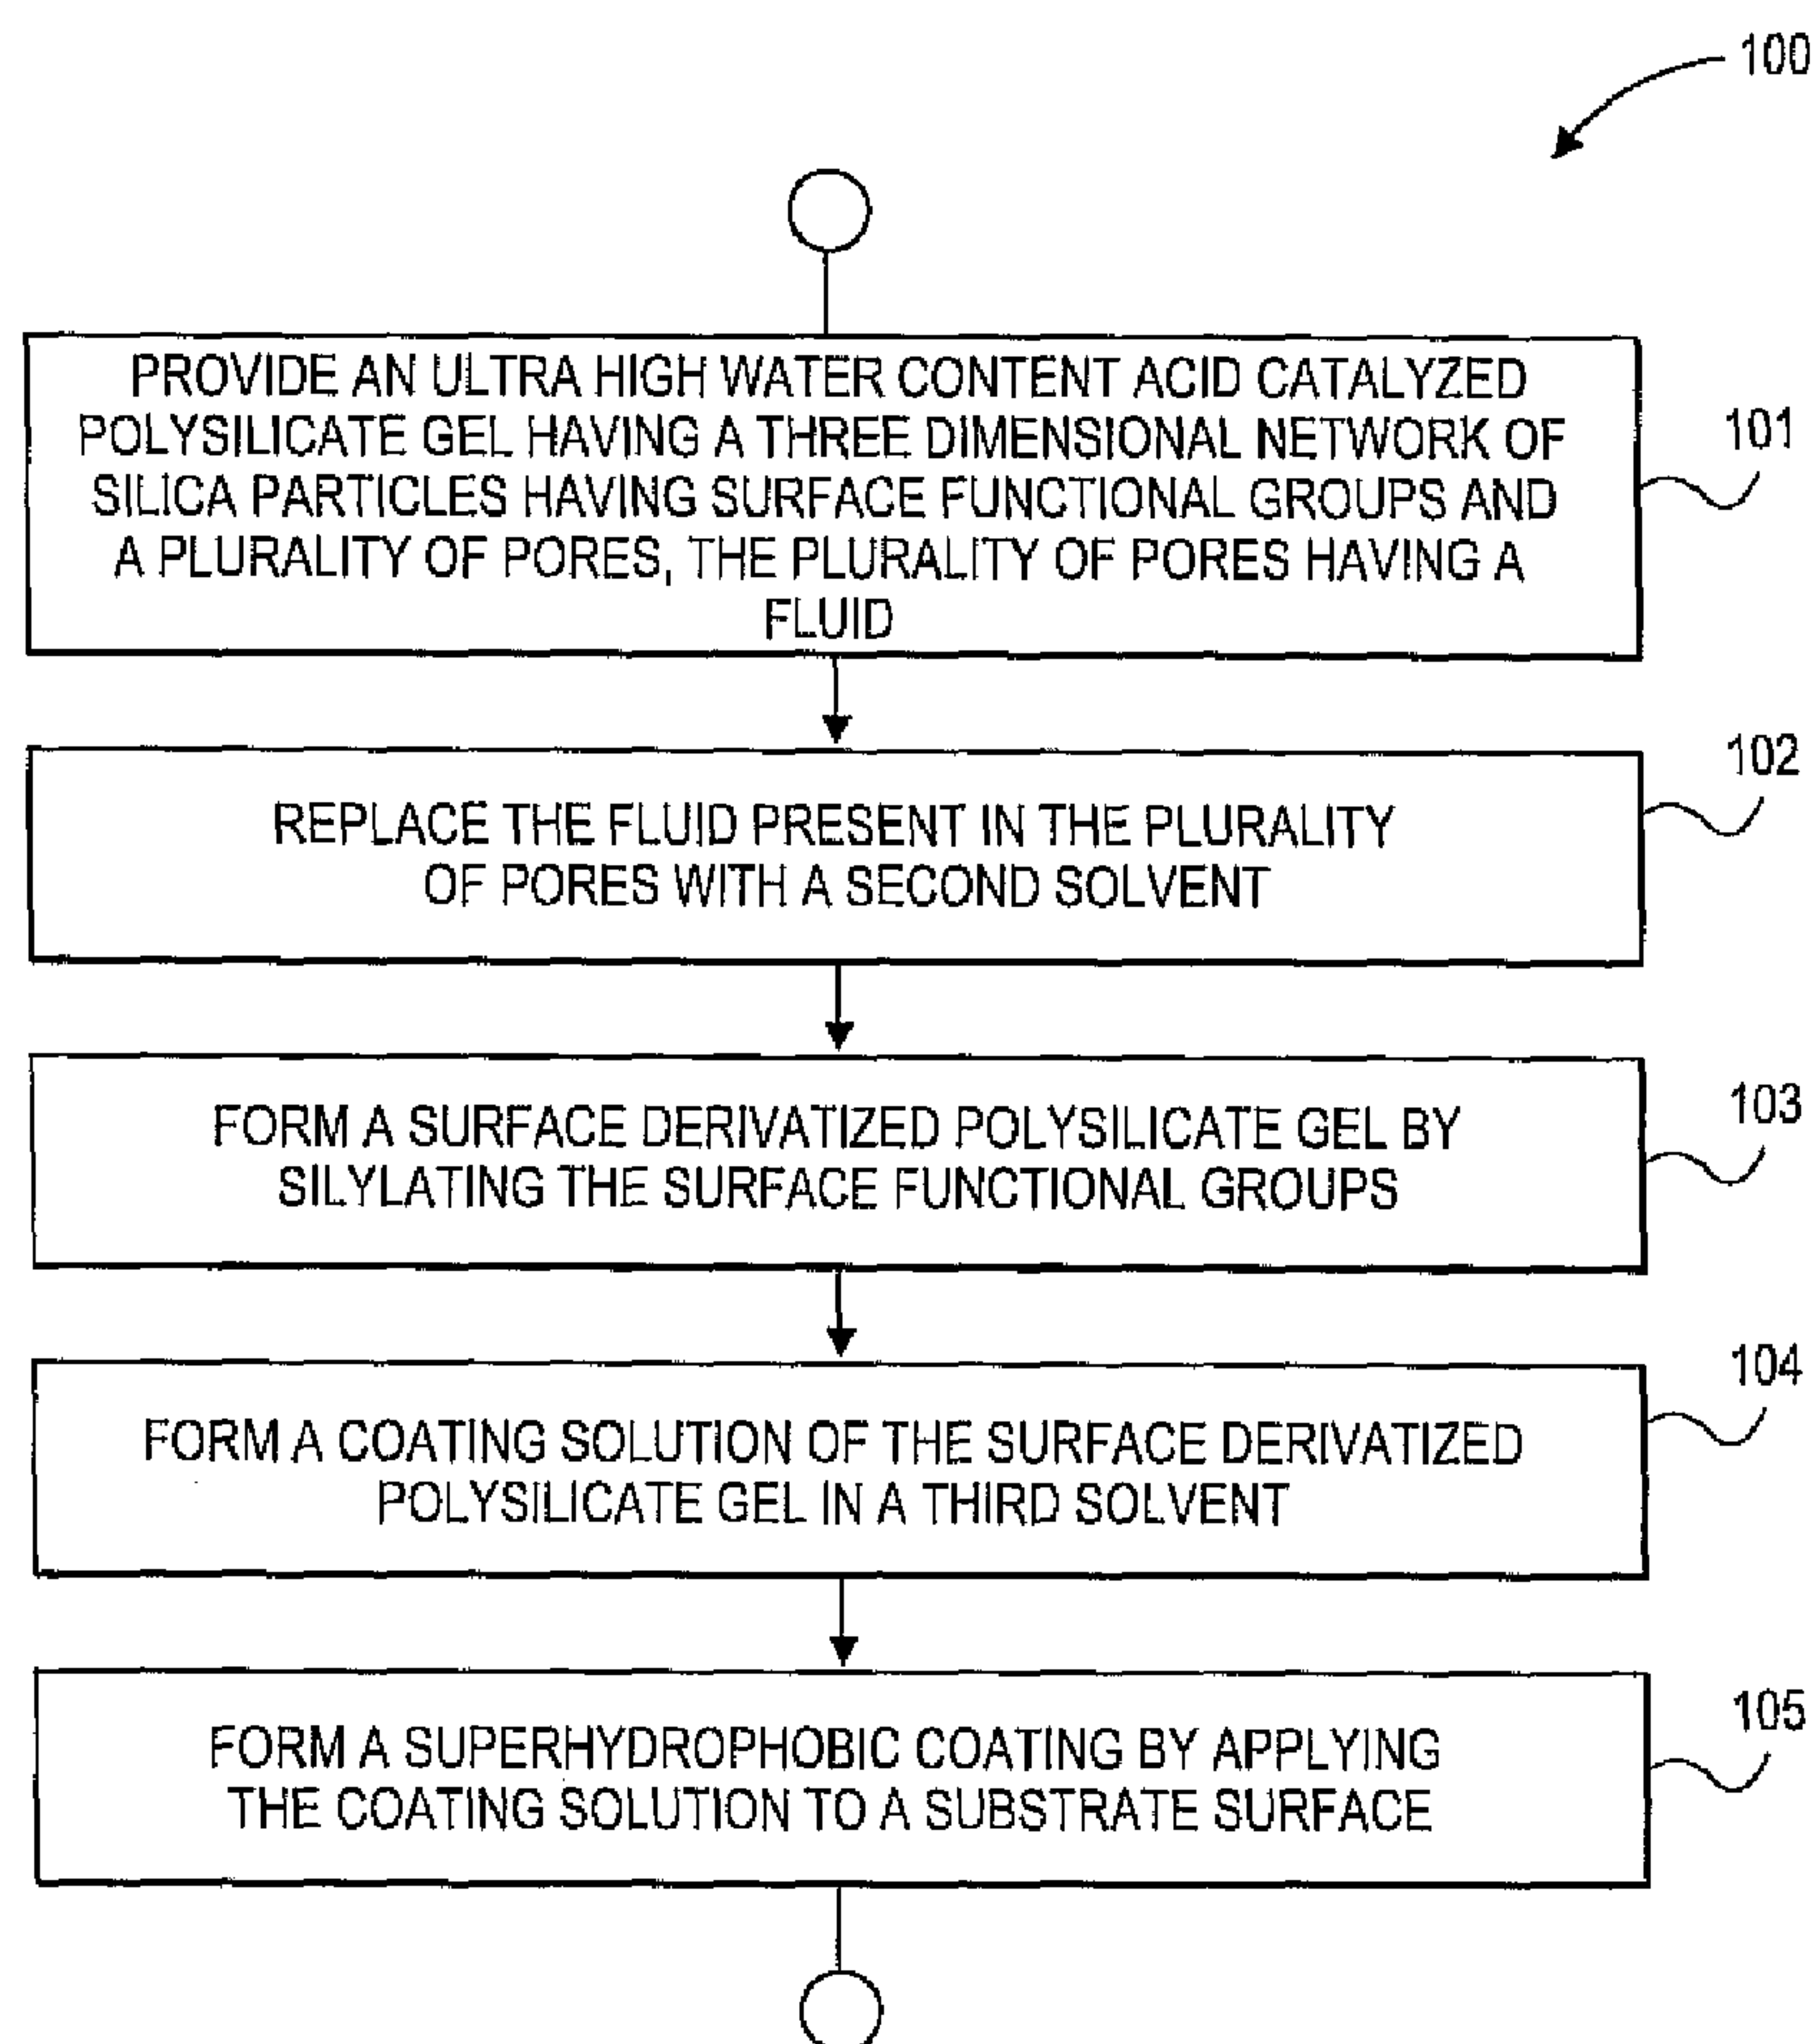 100
PROVIDE AN ULTRA HIGH WATER CONTENT ACID CATALYZED
POLYSILICATE GEL HAVING A THREE DIMENSIONAL NETWORK OF
SILICA PARTICLES HAVING SURFACE FUNCTIONAL GROUPS AND
A PLURALITY OF PORES, THE PLURALITY OF PORES HAVING A
FLUID
101
REPLACE THE FLUID PRESENT IN THE PLURALITY
OF PORES WITH A SECOND SOLVENT
102
FORM A SURFACE DERIVATIZED POLYSILICATE GEL BY
SILYLATING THE SURFACE FUNCTIONAL GROUPS
103
FORM A COATING SOLUTION OF THE SURFACE DERIVATIZED
POLYSILICATE GEL IN A THIRD SOLVENT
104
FORM A SUPERHYDROPHOBIC COATING BY APPLYING
THE COATING SOLUTION TO A SUBSTRATE SURFACE
105